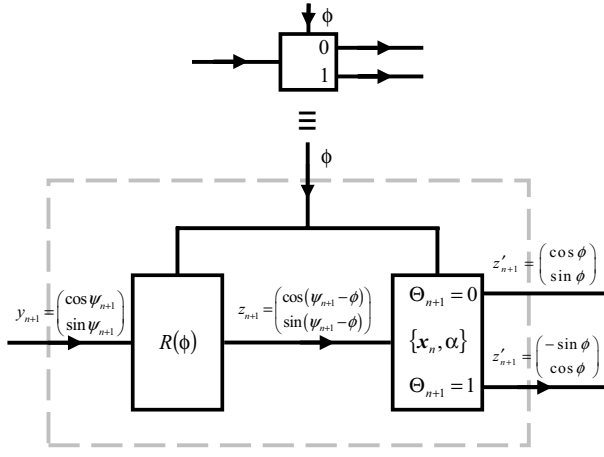 ϕ
0
1
≡
ϕ
y_{n+1} = (cos ψ_{n+1} / sin ψ_{n+1})
R(ϕ)
z_{n+1} = (cos(ψ_{n+1} − ϕ) / sin(ψ_{n+1} − ϕ))
Θ_{n+1} = 0
{x_n, α}
Θ_{n+1} = 1
z′_{n+1} = (cos ϕ / sin ϕ)
z′_{n+1} = (− sin ϕ / cos ϕ)